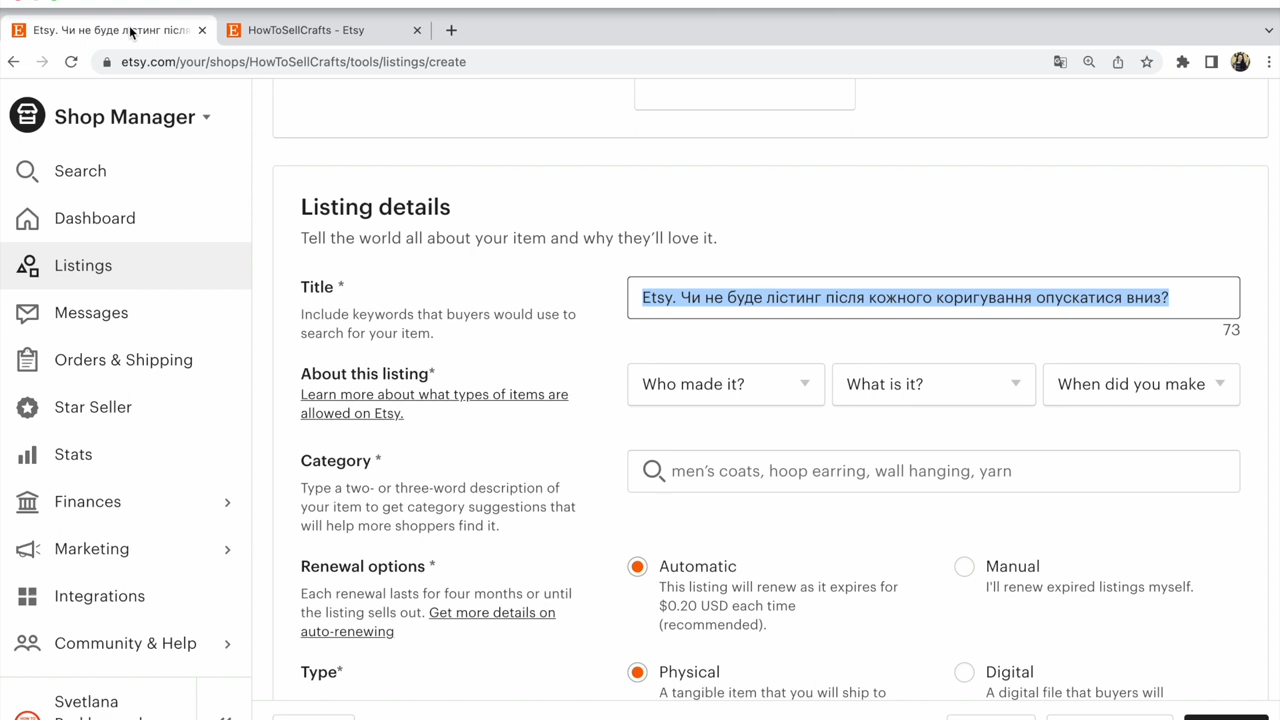 Etsy. Чи не буде лістинг після
HowToSellCrafts - Etsy
etsy.com/your/shops/HowToSellCrafts/tools/listings/create
Shop Manager
Search
Dashboard
Listings
Messages
Orders & Shipping
Star Seller
Stats
Finances
Marketing
Integrations
Community & Help
Svetlana
Listing details
Tell the world all about your item and why they’ll love it.
Title *
Include keywords that buyers would use to
search for your item.
Etsy. Чи не буде лістинг після кожного коригування опускатися вниз?
73
About this listing*
Learn more about what types of items are
allowed on Etsy.
Who made it?
What is it?
When did you make
Category *
Type a two- or three-word description of
your item to get category suggestions that
will help more shoppers find it.
men’s coats, hoop earring, wall hanging, yarn
Renewal options *
Each renewal lasts for four months or until
the listing sells out. Get more details on
auto-renewing
Automatic
This listing will renew as it expires for
$0.20 USD each time
(recommended).
Manual
I'll renew expired listings myself.
Type*
Physical
A tangible item that you will ship to
Digital
A digital file that buyers will